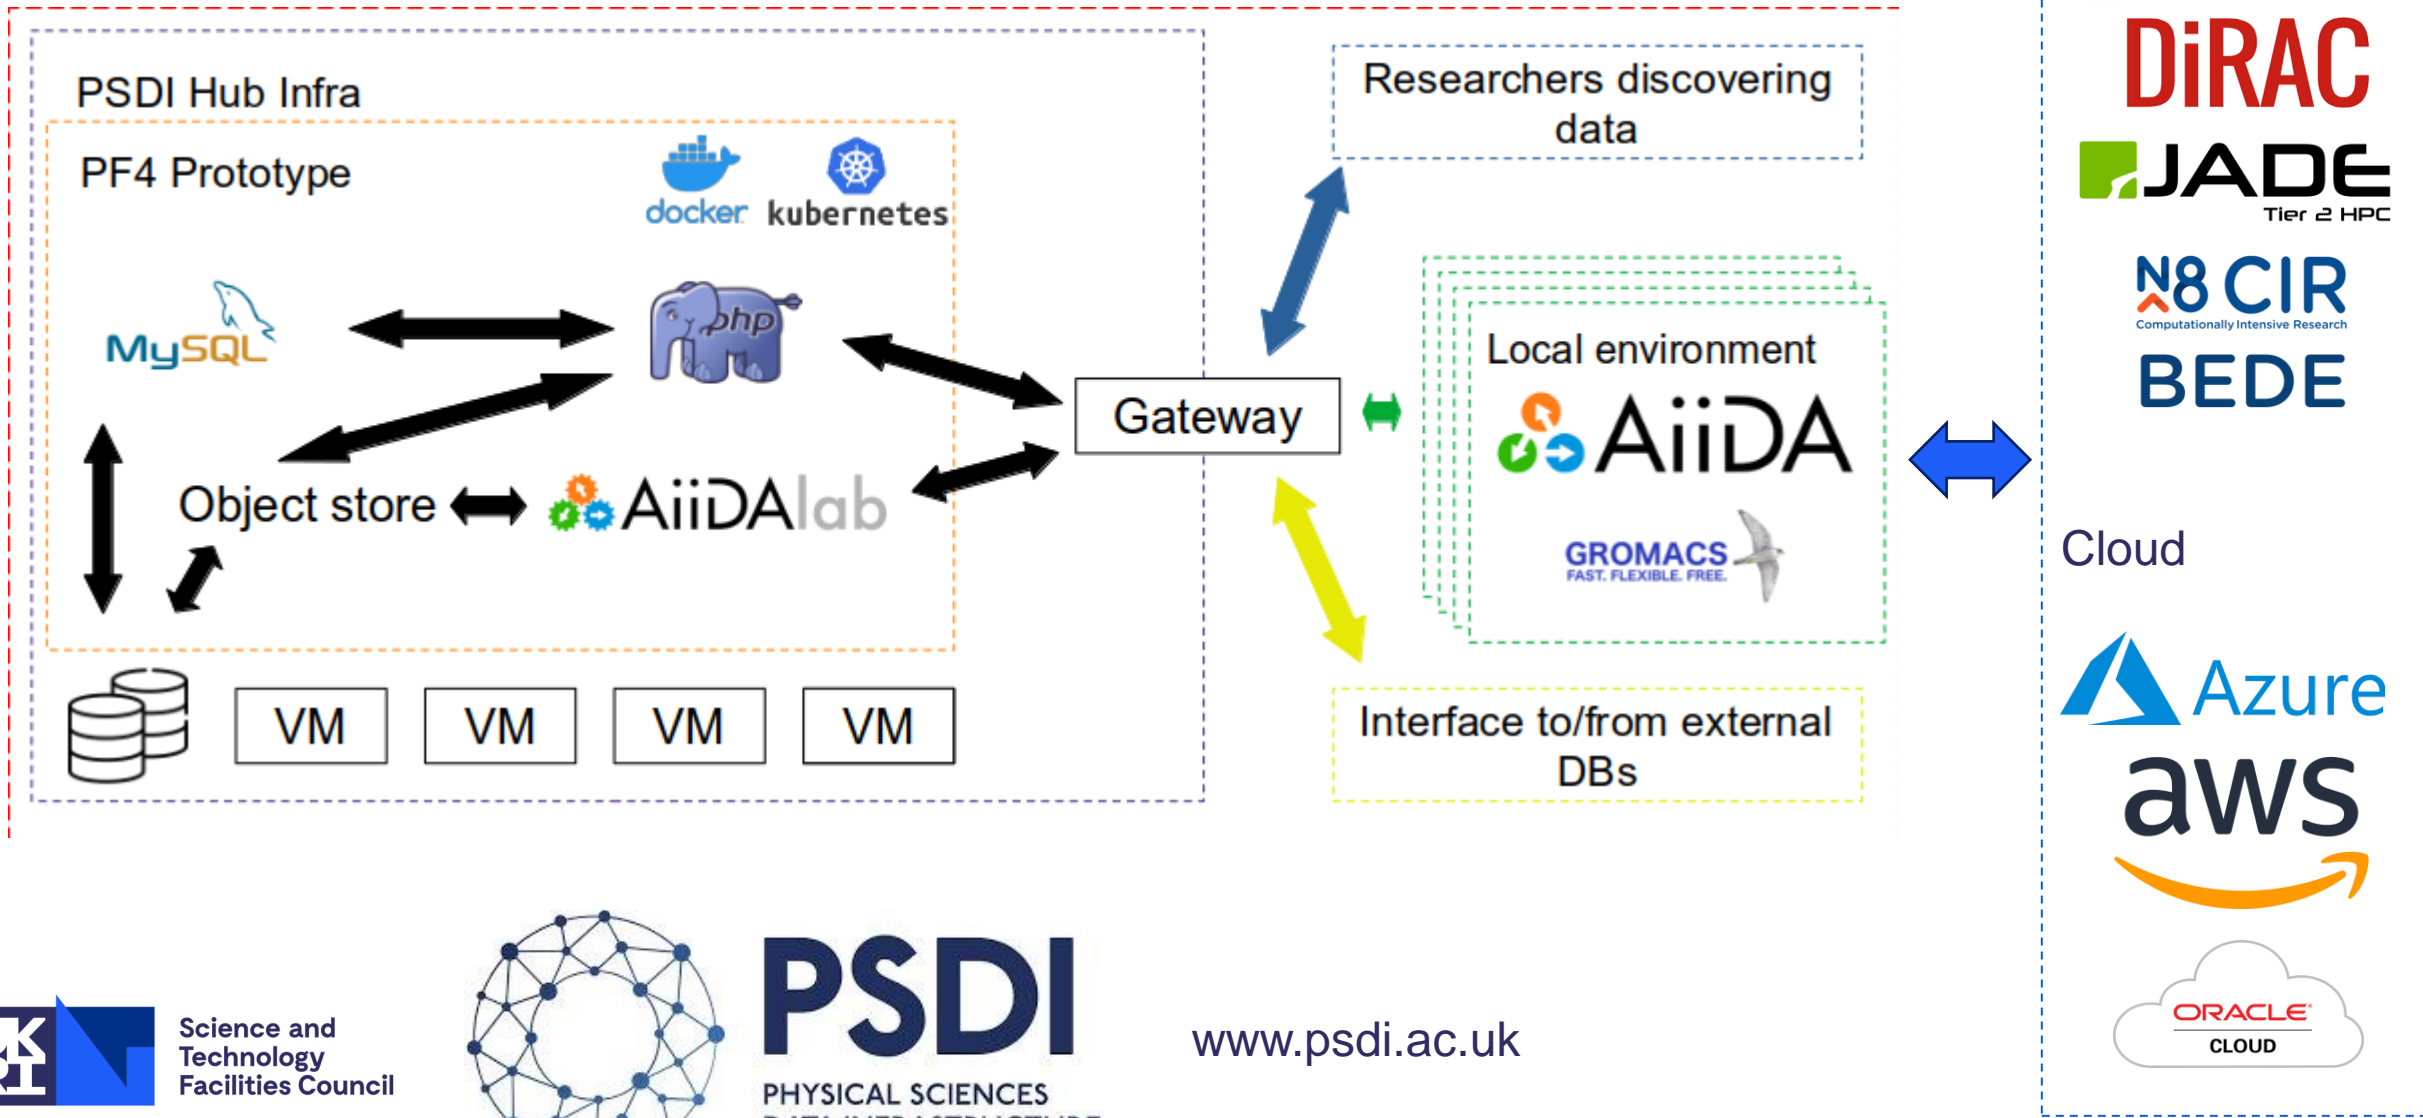 PSDI Hub Infra
PF4 Prototype
docker
kubernetes
MySQL
php
Object store
AiiDAlab
VM
VM
VM
VM
Gateway
Researchers discovering
data
Local environment
AiiDA
GROMACS
FAST. FLEXIBLE. FREE.
Interface to/from external
DBs
DiRAC
JADE
Tier 2 HPC
N8 CIR
Computationally Intensive Research
BEDE
Cloud
Azure
aws
ORACLE
CLOUD
Science and
Technology
Facilities Council
PSDI
PHYSICAL SCIENCES
www.psdi.ac.uk